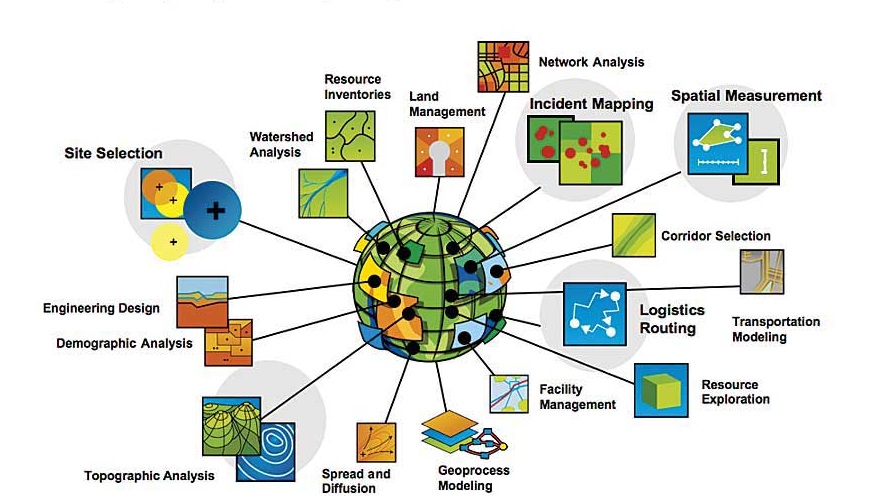 Network Analysis
Resource
Inventories
Land
Management
Incident Mapping
Spatial Measurement
Watershed
Analysis
Site Selection
Corridor Selection
Engineering Design
Logistics
Routing
Transportation
Modeling
Demographic Analysis
Facility
Management
Resource
Exploration
Topographic Analysis
Spread and
Diffusion
Geoprocess
Modeling